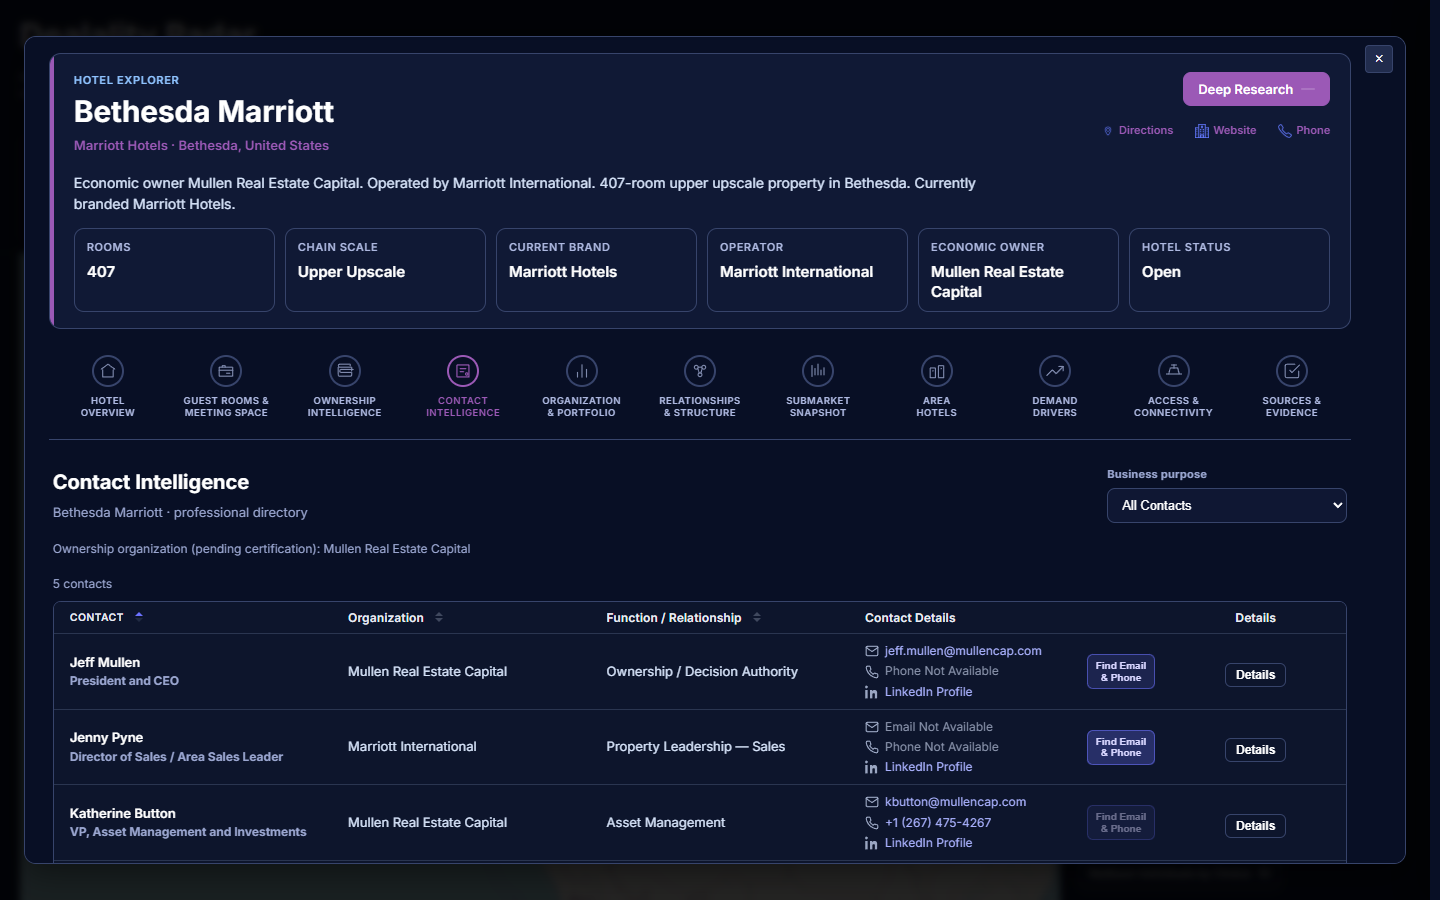 HOTEL EXPLORER
Bethesda Marriott
Marriott Hotels · Bethesda, United States
Deep Research —
Directions
Website
Phone
Economic owner Mullen Real Estate Capital. Operated by Marriott International. 407-room upper upscale property in Bethesda. Currently
branded Marriott Hotels.
ROOMS
407
CHAIN SCALE
Upper Upscale
CURRENT BRAND
Marriott Hotels
OPERATOR
Marriott International
ECONOMIC OWNER
Mullen Real Estate
Capital
HOTEL STATUS
Open
HOTEL
OVERVIEW
GUEST ROOMS &
MEETING SPACE
OWNERSHIP
INTELLIGENCE
CONTACT
INTELLIGENCE
ORGANIZATION
& PORTFOLIO
RELATIONSHIPS
& STRUCTURE
SUBMARKET
SNAPSHOT
AREA
HOTELS
DEMAND
DRIVERS
ACCESS &
CONNECTIVITY
SOURCES &
EVIDENCE
Contact Intelligence
Bethesda Marriott · professional directory
Business purpose
All Contacts
Ownership organization (pending certification): Mullen Real Estate Capital
5 contacts
CONTACT
Organization
Function / Relationship
Contact Details
Details
Jeff Mullen
President and CEO
Mullen Real Estate Capital
Ownership / Decision Authority
jeff.mullen@mullencap.com
Phone Not Available
LinkedIn Profile
Find Email
& Phone
Details
Jenny Pyne
Director of Sales / Area Sales Leader
Marriott International
Property Leadership — Sales
Email Not Available
Phone Not Available
LinkedIn Profile
Find Email
& Phone
Details
Katherine Button
VP, Asset Management and Investments
Mullen Real Estate Capital
Asset Management
kbutton@mullencap.com
+1 (267) 475-4267
LinkedIn Profile
Find Email
& Phone
Details